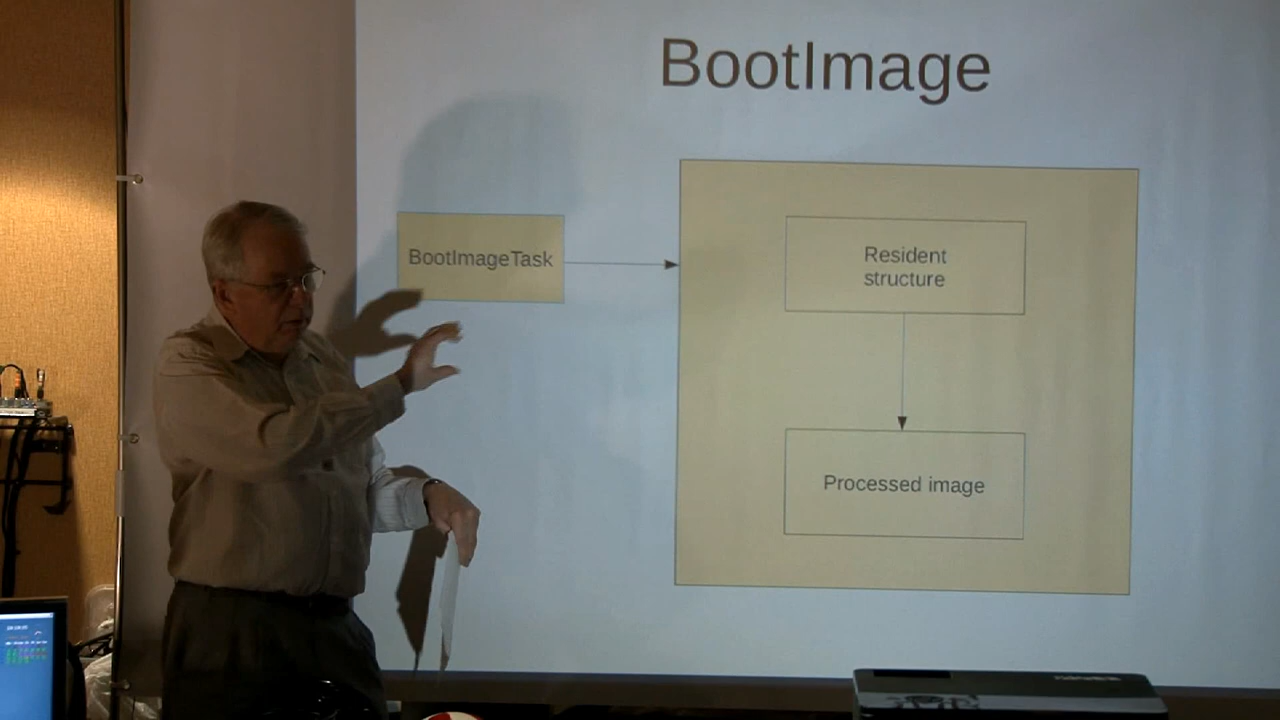 BootImage
BootImageTask
Resident
structure
Processed image